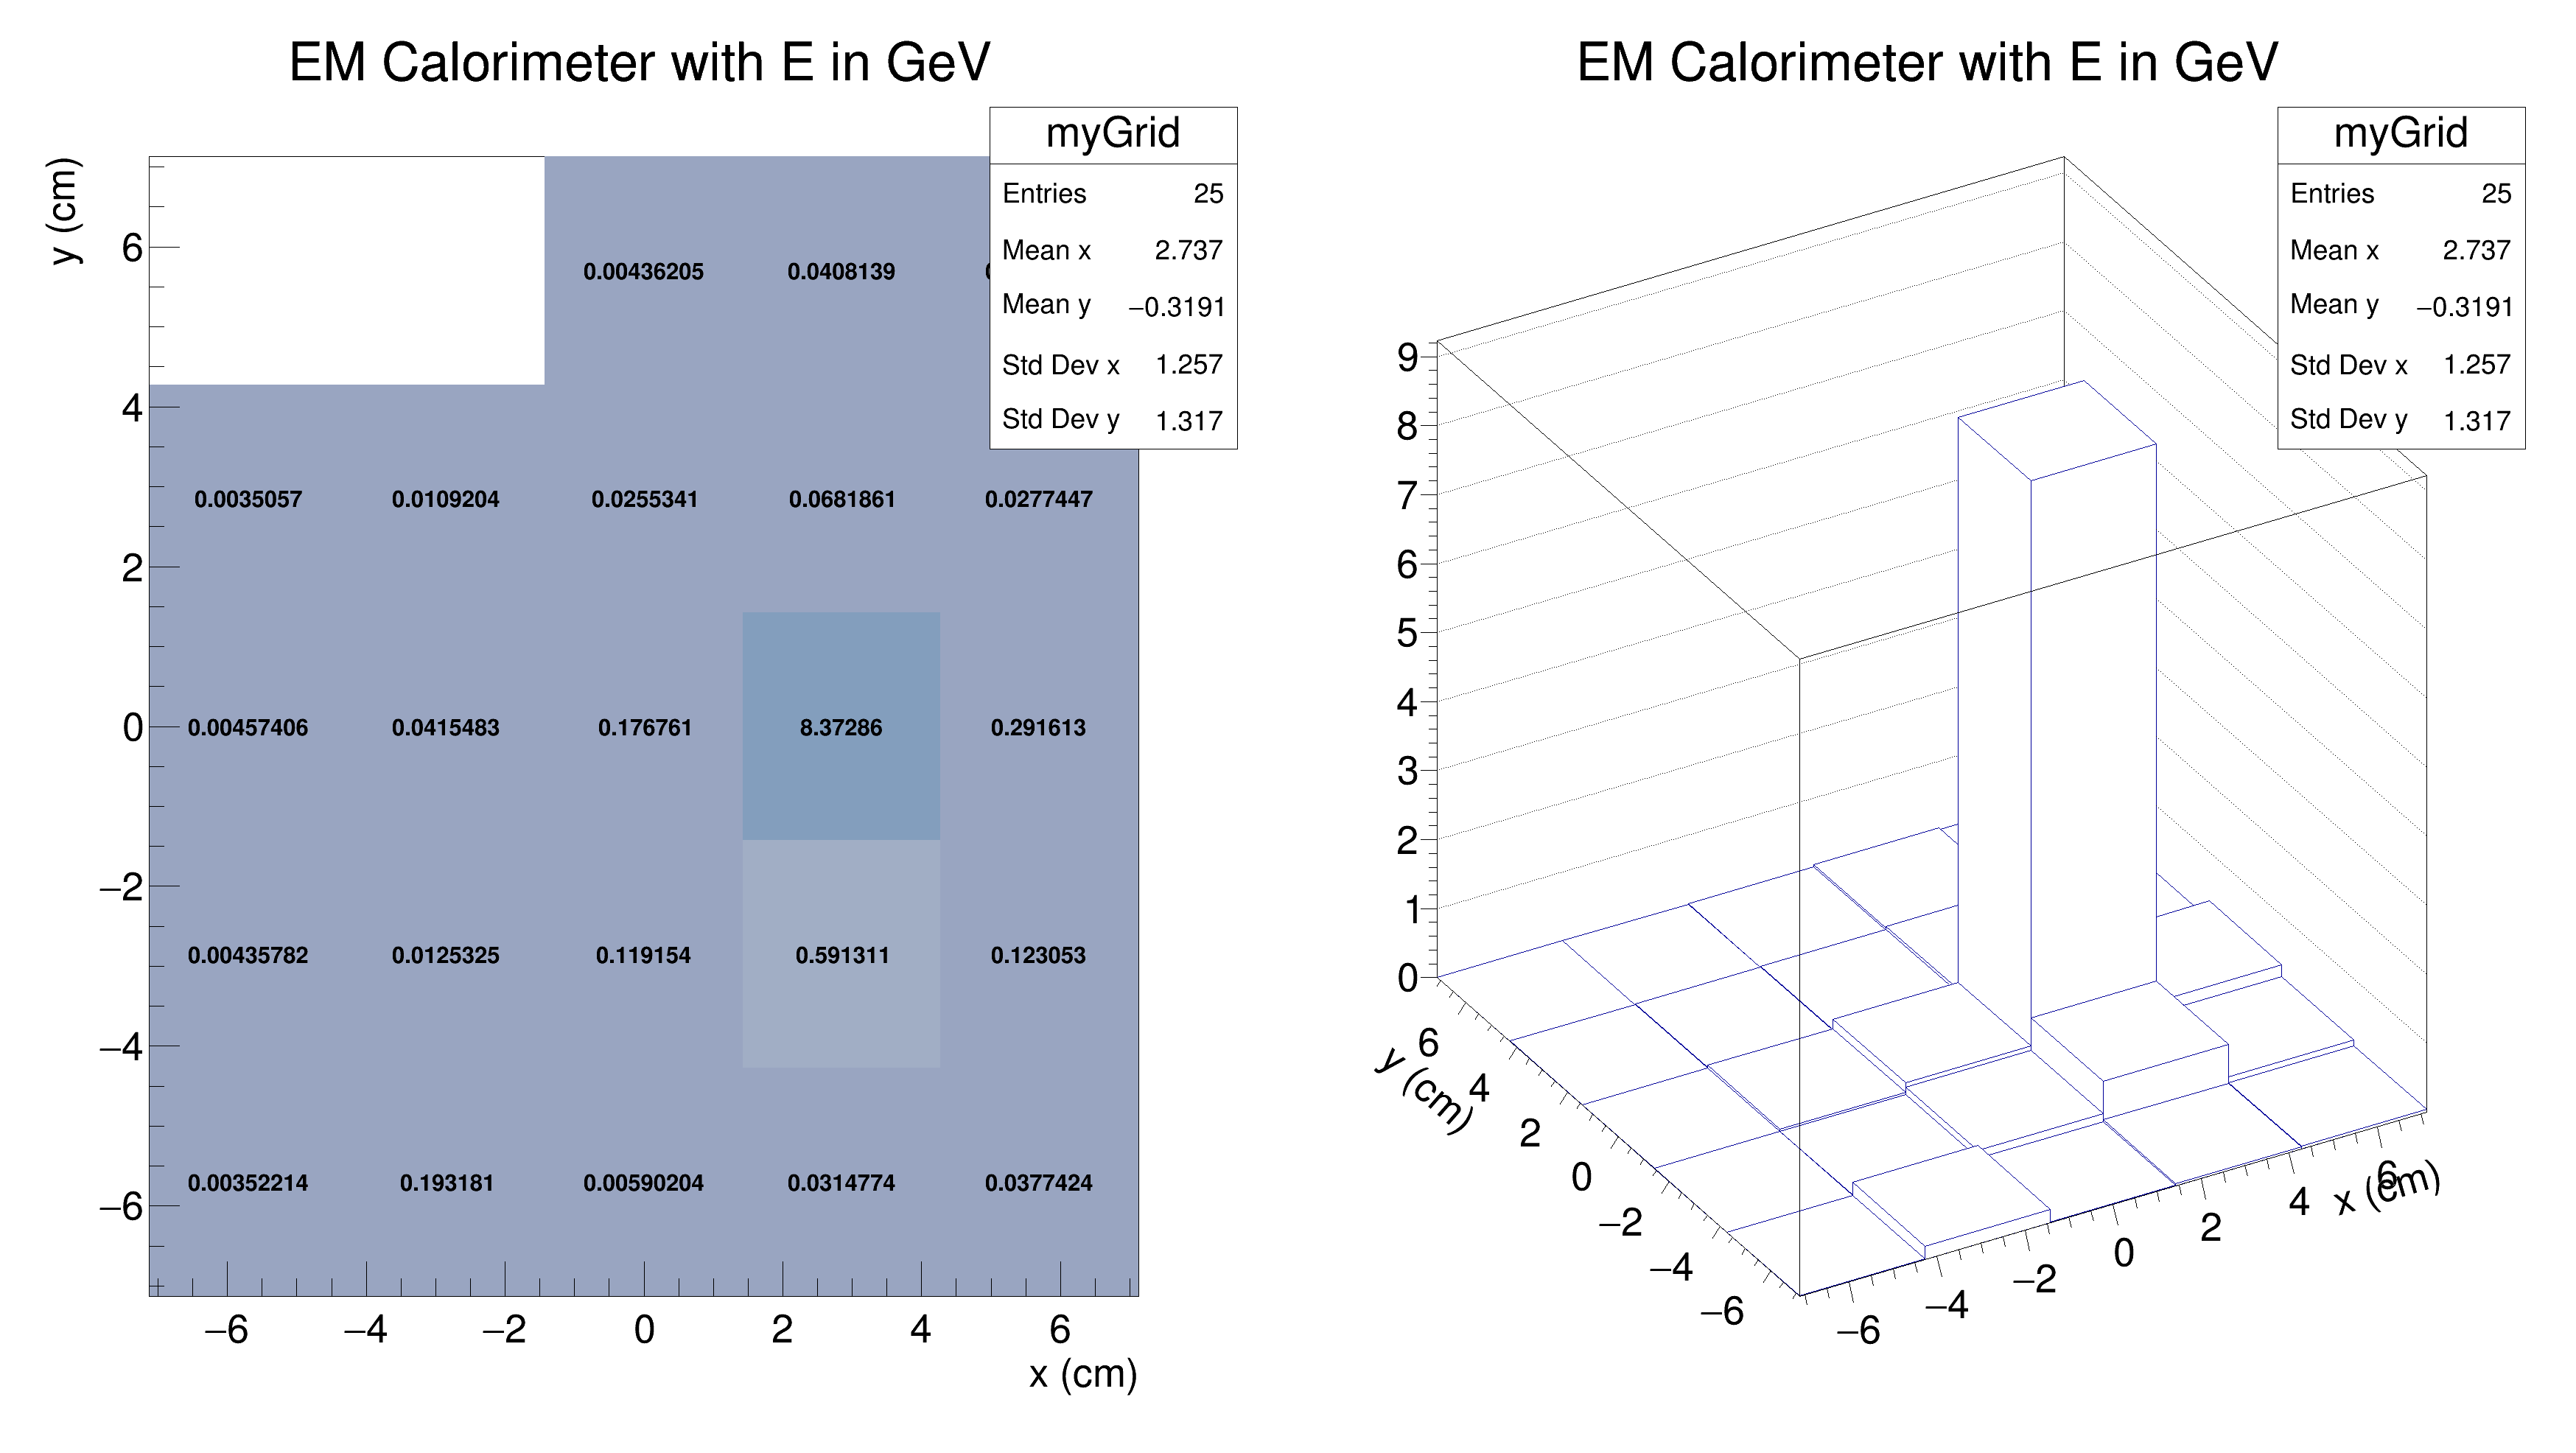 EM Calorimeter with E in GeV
myGrid
Entries 25
Mean x 2.737
Mean y −0.3191
Std Dev x 1.257
Std Dev y 1.317
y (cm)
6
4
2
0
−2
−4
−6
0.00436205 0.0408139
0.0035057 0.0109204 0.0255341 0.0681861 0.0277447
0.00457406 0.0415483 0.176761 8.37286 0.291613
0.00435782 0.0125325 0.119154 0.591311 0.123053
0.00352214 0.193181 0.00590204 0.0314774 0.0377424
−6 −4 −2 0 2 4 6
x (cm)
EM Calorimeter with E in GeV
myGrid
Entries 25
Mean x 2.737
Mean y −0.3191
Std Dev x 1.257
Std Dev y 1.317
9
8
7
6
5
4
3
2
1
0
y (cm)
6
4
2
0
−2
−4
−6
−6 −4 −2 0 2 4 6
x (cm)